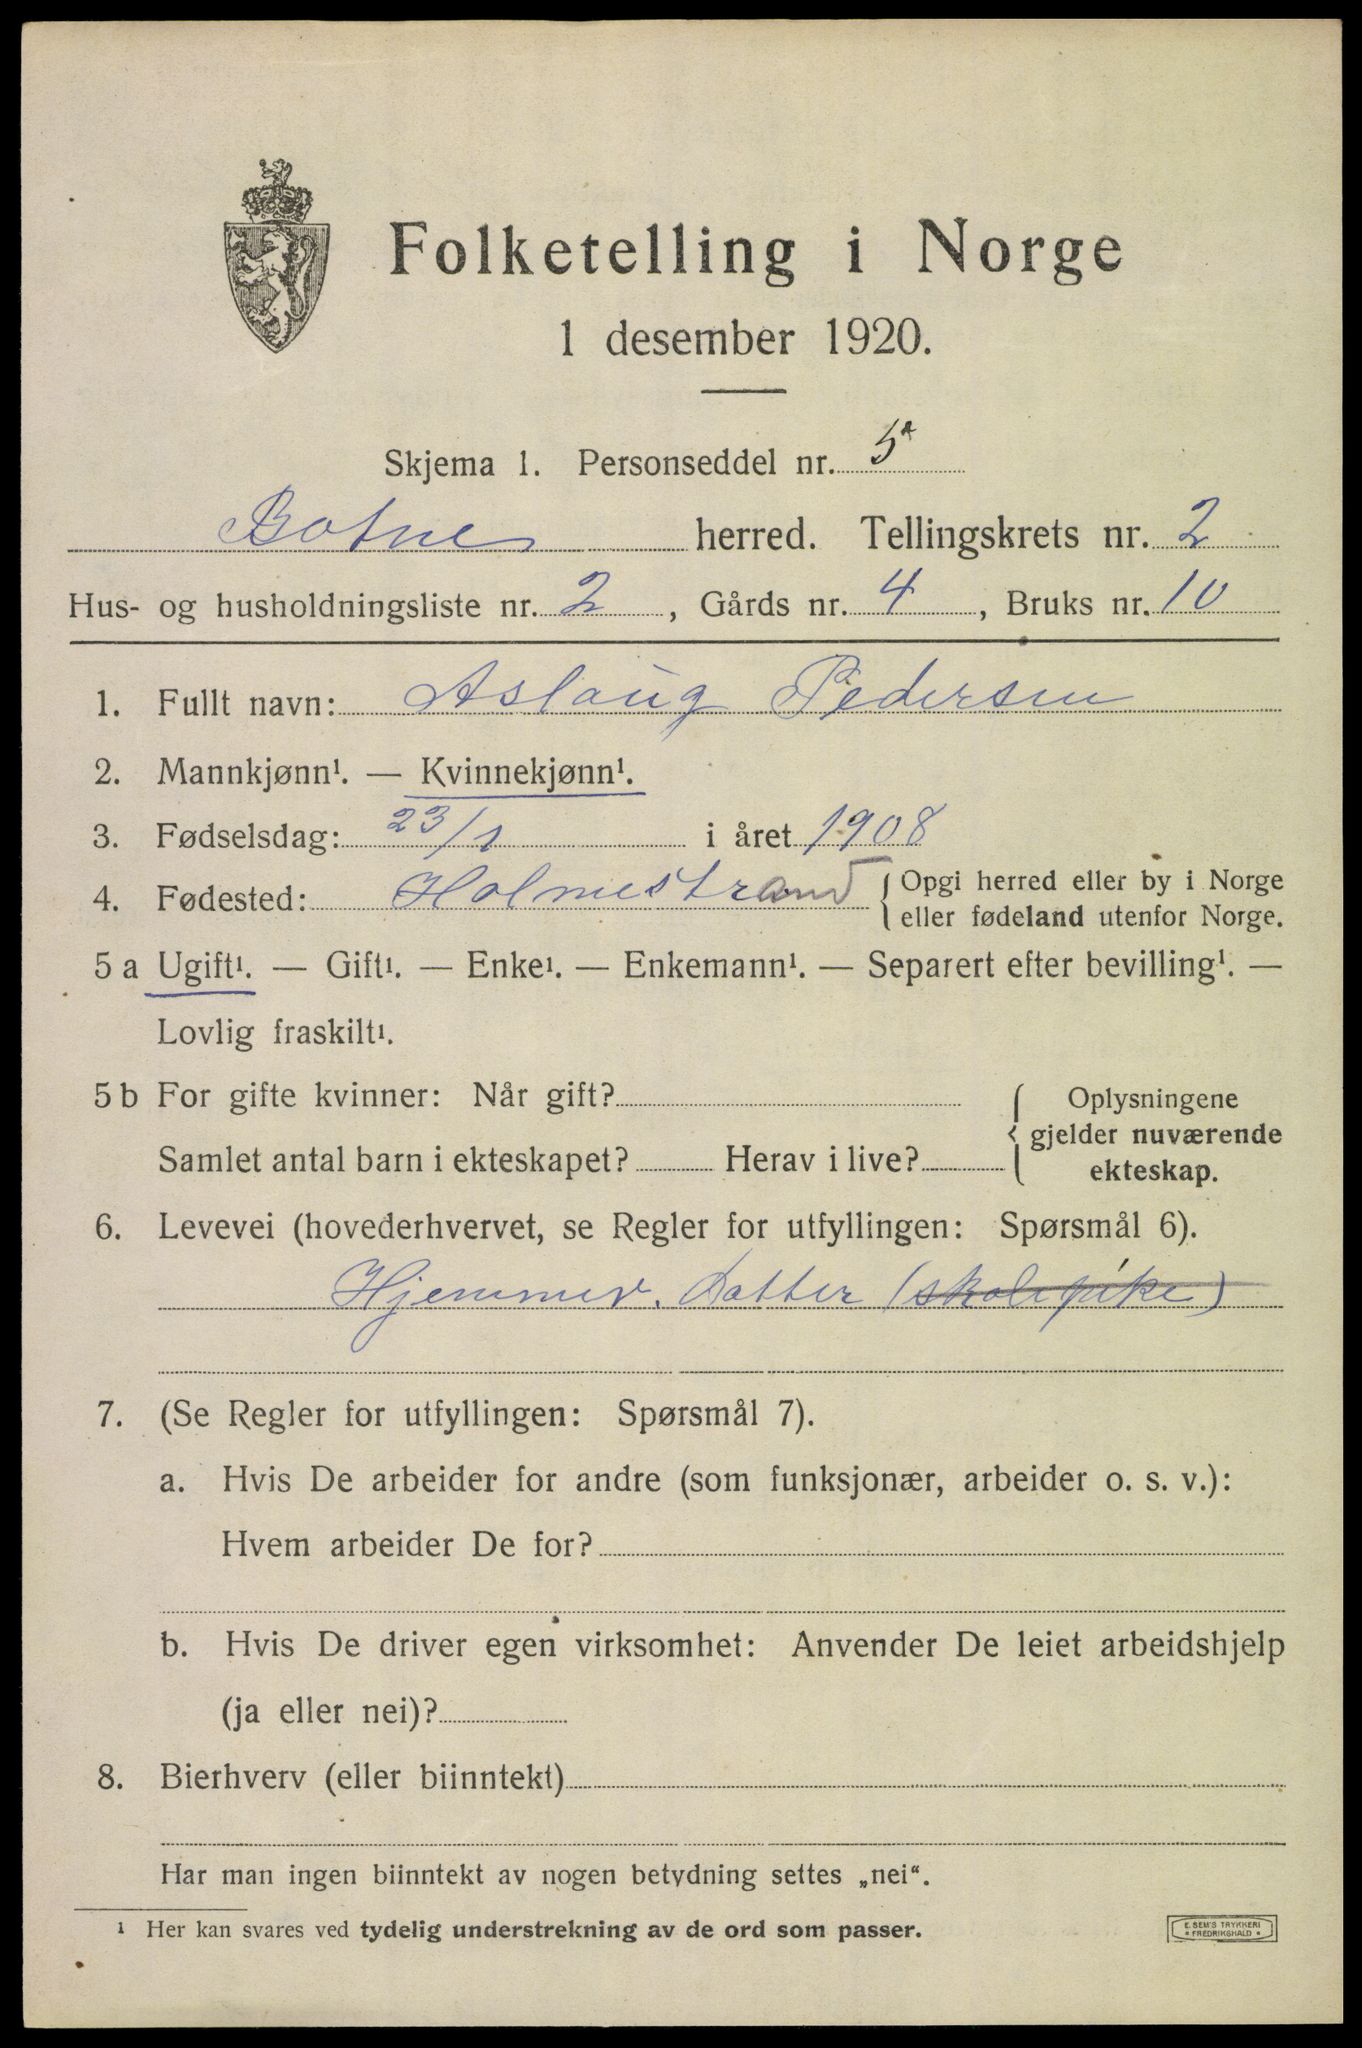 Folketelling i Norge
1 desember 1920.
Skjema 1. Personseddel nr. 5
Botne herred. Tellingskrets nr. 2
Hus- og husholdningsliste nr. 2, Gårds nr. 4, Bruks nr. 10
1. Fullt navn: Aslaug Pedersen
2. Mannkjønn¹. — Kvinnekjønn¹.
3. Fødselsdag: 23/1 i året 1908
4. Fødested: Holmestrand { Opgi herred eller by i Norge
eller fødeland utenfor Norge.
5 a Ugift¹. — Gift¹. — Enke¹. — Enkemann¹. — Separert efter bevilling¹. —
Lovlig fraskilt¹.
5 b For gifte kvinner: Når gift?
Samlet antal barn i ekteskapet? Herav i live?
{ Oplysningene
gjelder nuværende
ekteskap.
6. Levevei (hovederhvervet, se Regler for utfyllingen: Spørsmål 6).
Hjemmev. Datter (skolepike)
7. (Se Regler for utfyllingen: Spørsmål 7).
a. Hvis De arbeider for andre (som funksjonær, arbeider o. s. v.):
Hvem arbeider De for?
b. Hvis De driver egen virksomhet: Anvender De leiet arbeidshjelp
(ja eller nei)?
8. Bierhverv (eller biinntekt)
Har man ingen biinntekt av nogen betydning settes „nei“.
¹ Her kan svares ved tydelig understrekning av de ord som passer.
E. SEM'S TRYKKERI
* FREDRIKSHALD *